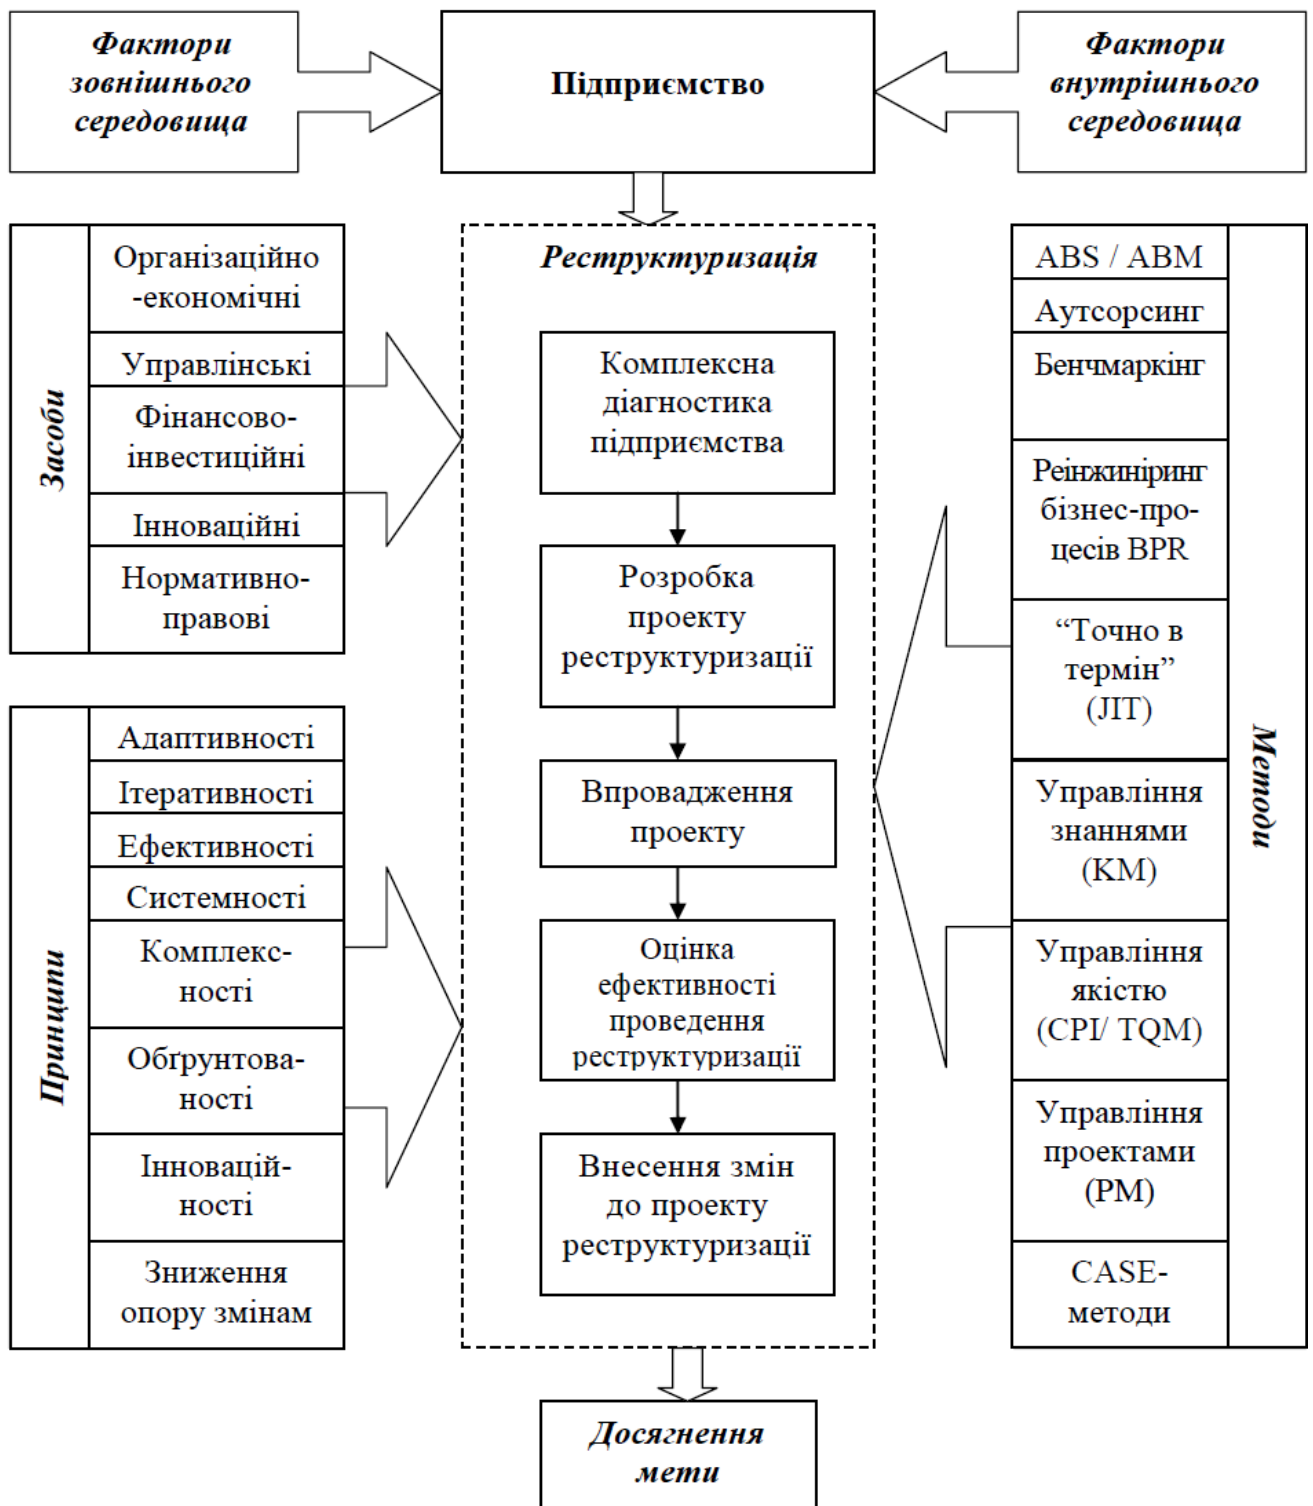 Фактори
зовнішнього
середовища
Підприємство
Фактори
внутрішнього
середовища
Засоби
Організаційно
-економічні
Управлінські
Фінансово-
інвестиційні
Інноваційні
Нормативно-
правові
Принципи
Адаптивності
Ітеративності
Ефективності
Системності
Комплекс-
ності
Обґрунтова-
ності
Інновацій-
ності
Зниження
опору змінам
Реструктуризація
Комплексна
діагностика
підприємства
Розробка
проекту
реструктуризації
Впровадження
проекту
Оцінка
ефективності
проведення
реструктуризації
Внесення змін
до проекту
реструктуризації
ABS / ABM
Аутсорсинг
Бенчмаркінг
Реінжиніринг
бізнес-про-
цесів BPR
“Точно в
термін”
(JIT)
Управління
знаннями
(KM)
Управління
якістю
(CPI/ TQM)
Управління
проектами
(PM)
CASE-
методи
Методи
Досягнення
мети